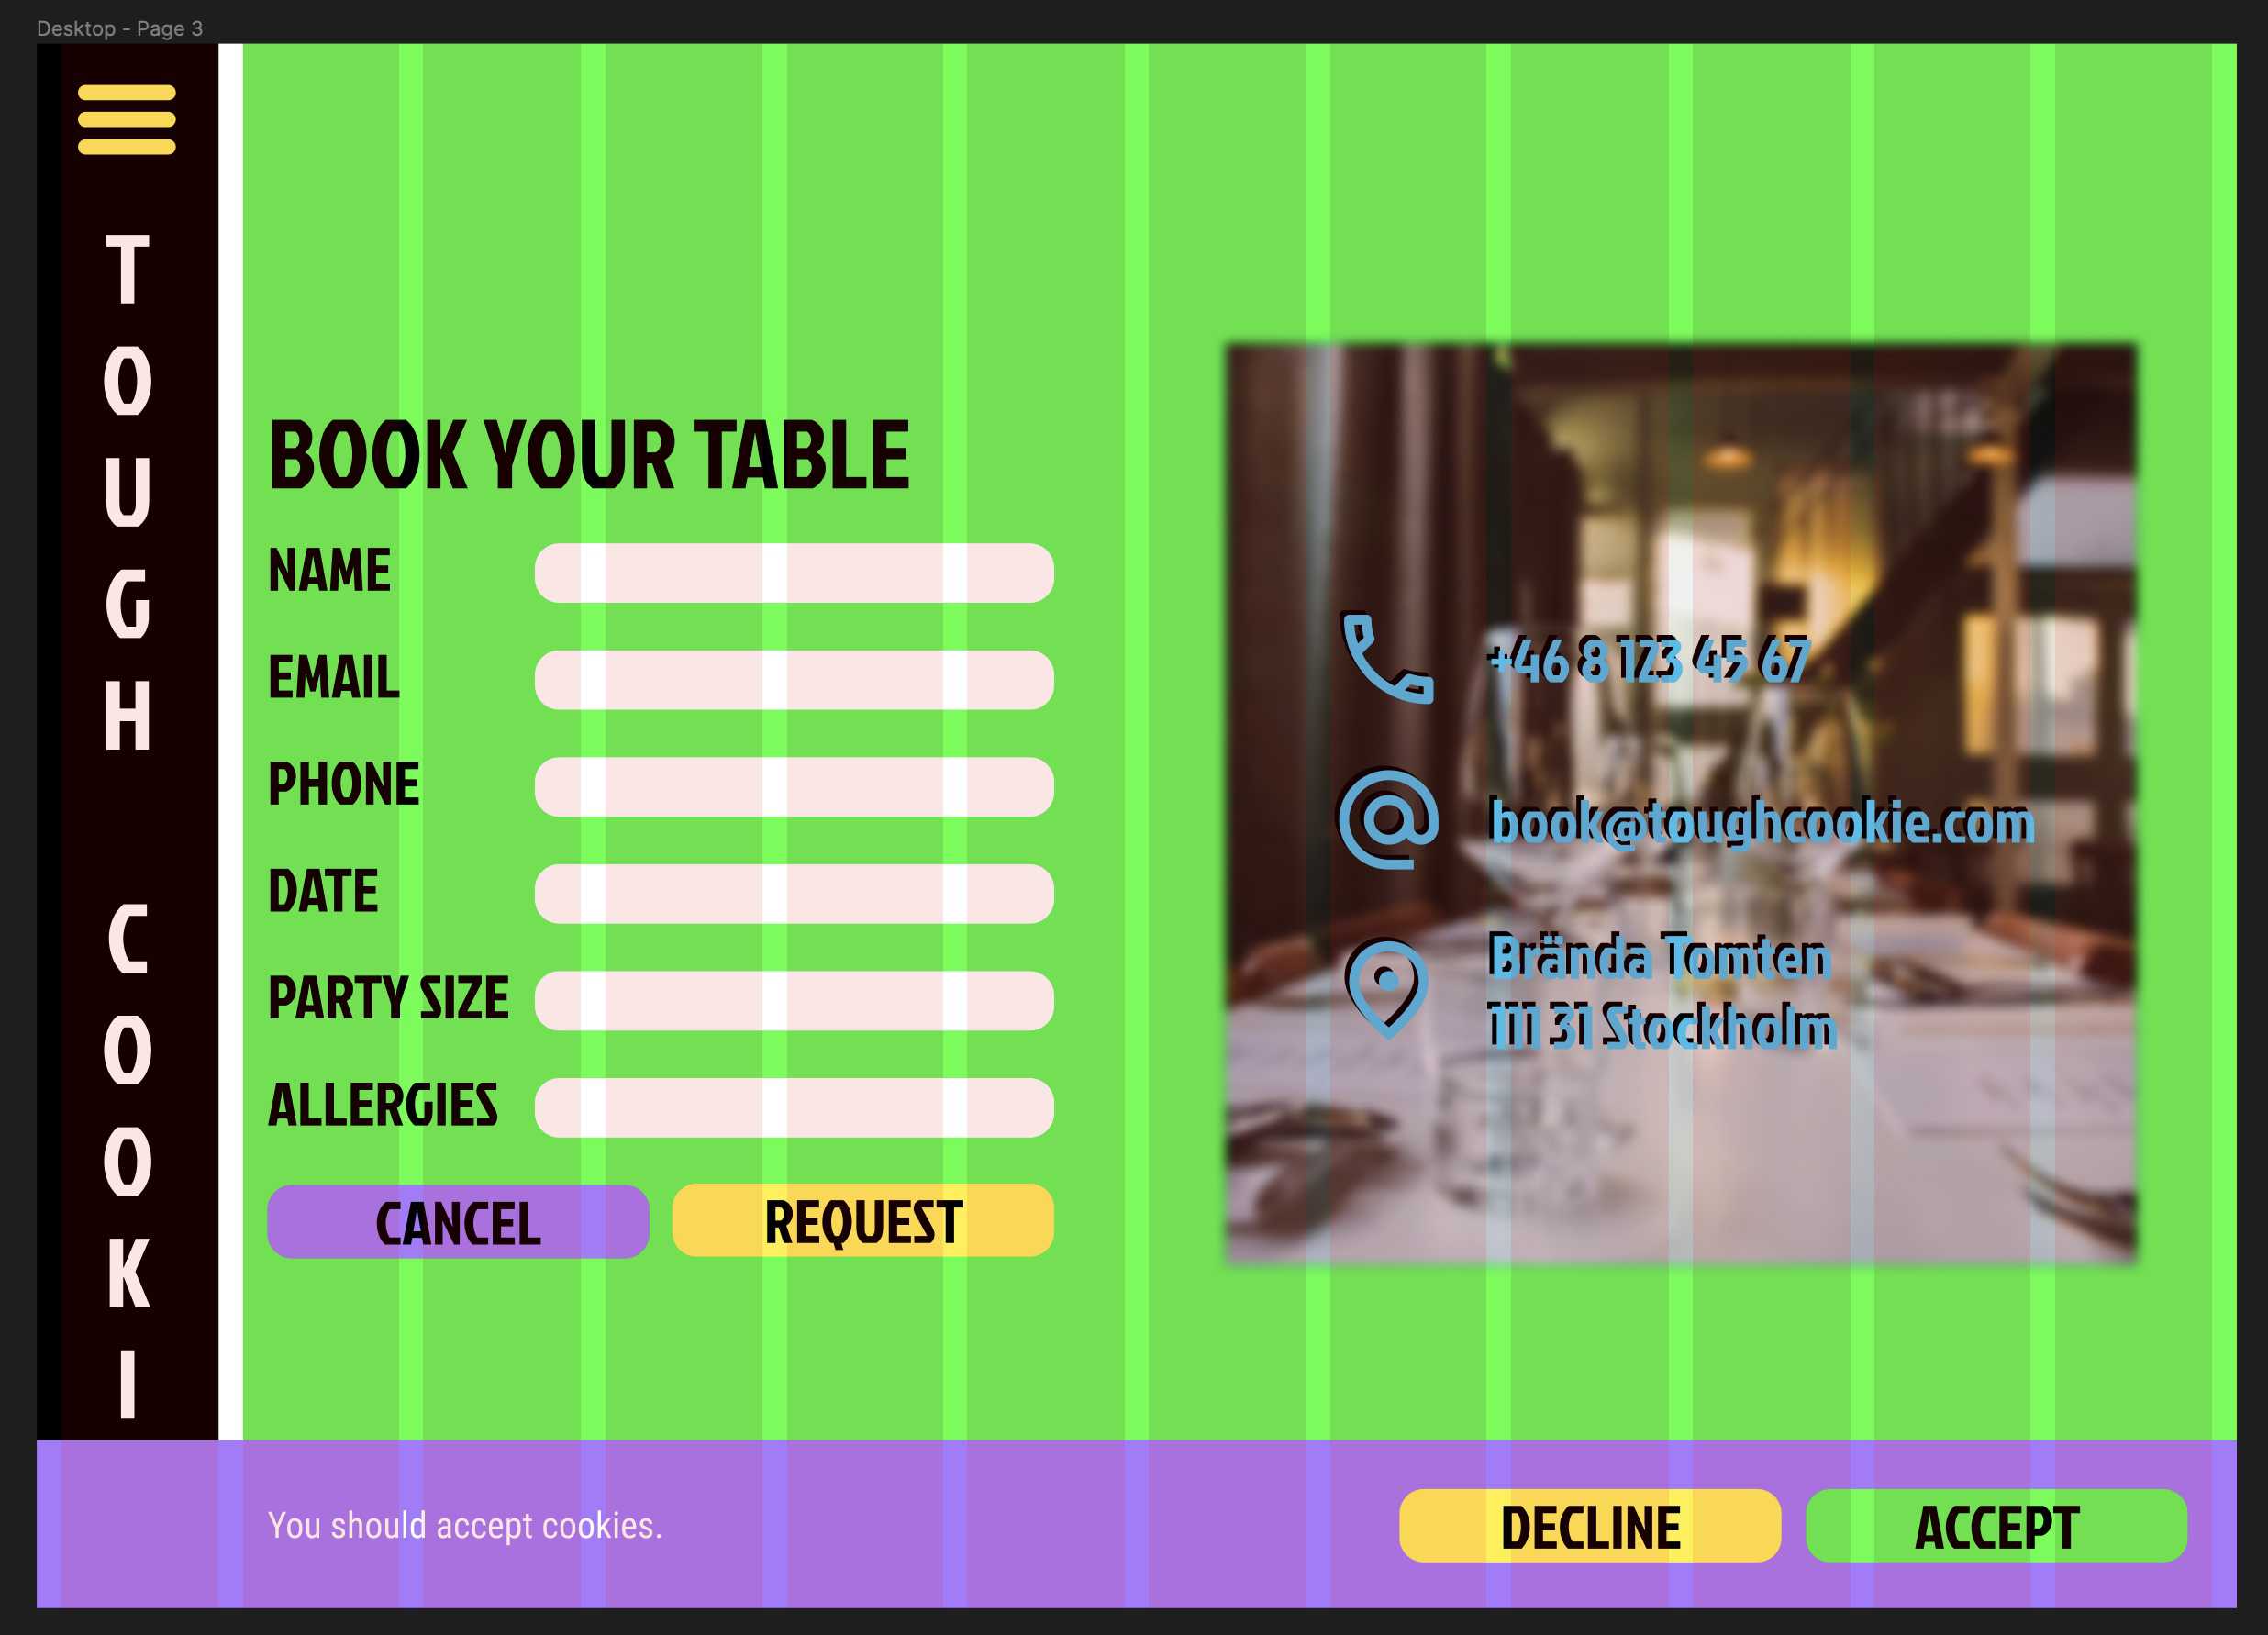 Desktop - Page 3
TOUGH COOKI
BOOK YOUR TABLE
NAME
EMAIL
PHONE
DATE
PARTY SIZE
ALLERGIES
CANCEL
REQUEST
+46 8 123 45 67
book@toughcookie.com
Brända Tomten
111 31 Stockholm
You should accept cookies.
DECLINE
ACCEPT